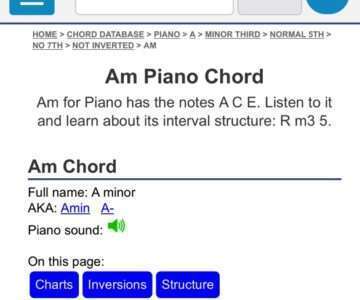 HOME > CHORD DATABASE > PIANO > A > MINOR THIRD > NORMAL 5TH >
NO 7TH > NOT INVERTED > AM
Am Piano Chord
Am for Piano has the notes A C E. Listen to it
and learn about its interval structure: R m3 5.
Am Chord
Full name: A minor
AKA: Amin A-
Piano sound:
On this page:
Charts Inversions Structure